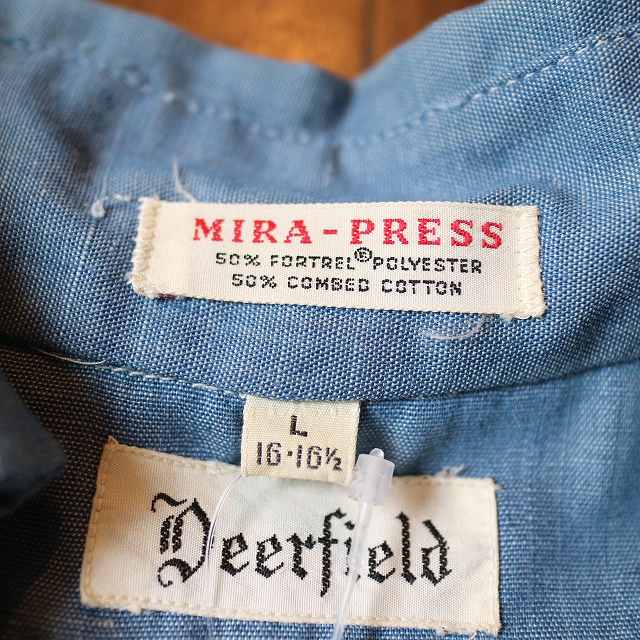 MIRA-PRESS
50% FORTREL® POLYESTER
50% COMBED COTTON
L
16·16½
Deerfield